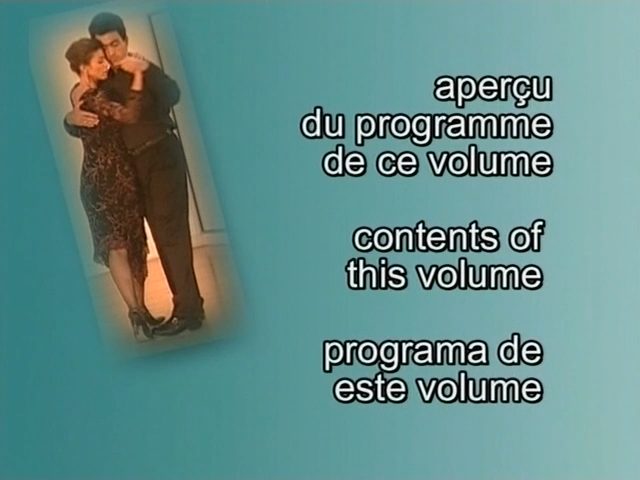 aperçu
du programme
de ce volume
contents of
this volume
programa de
este volume